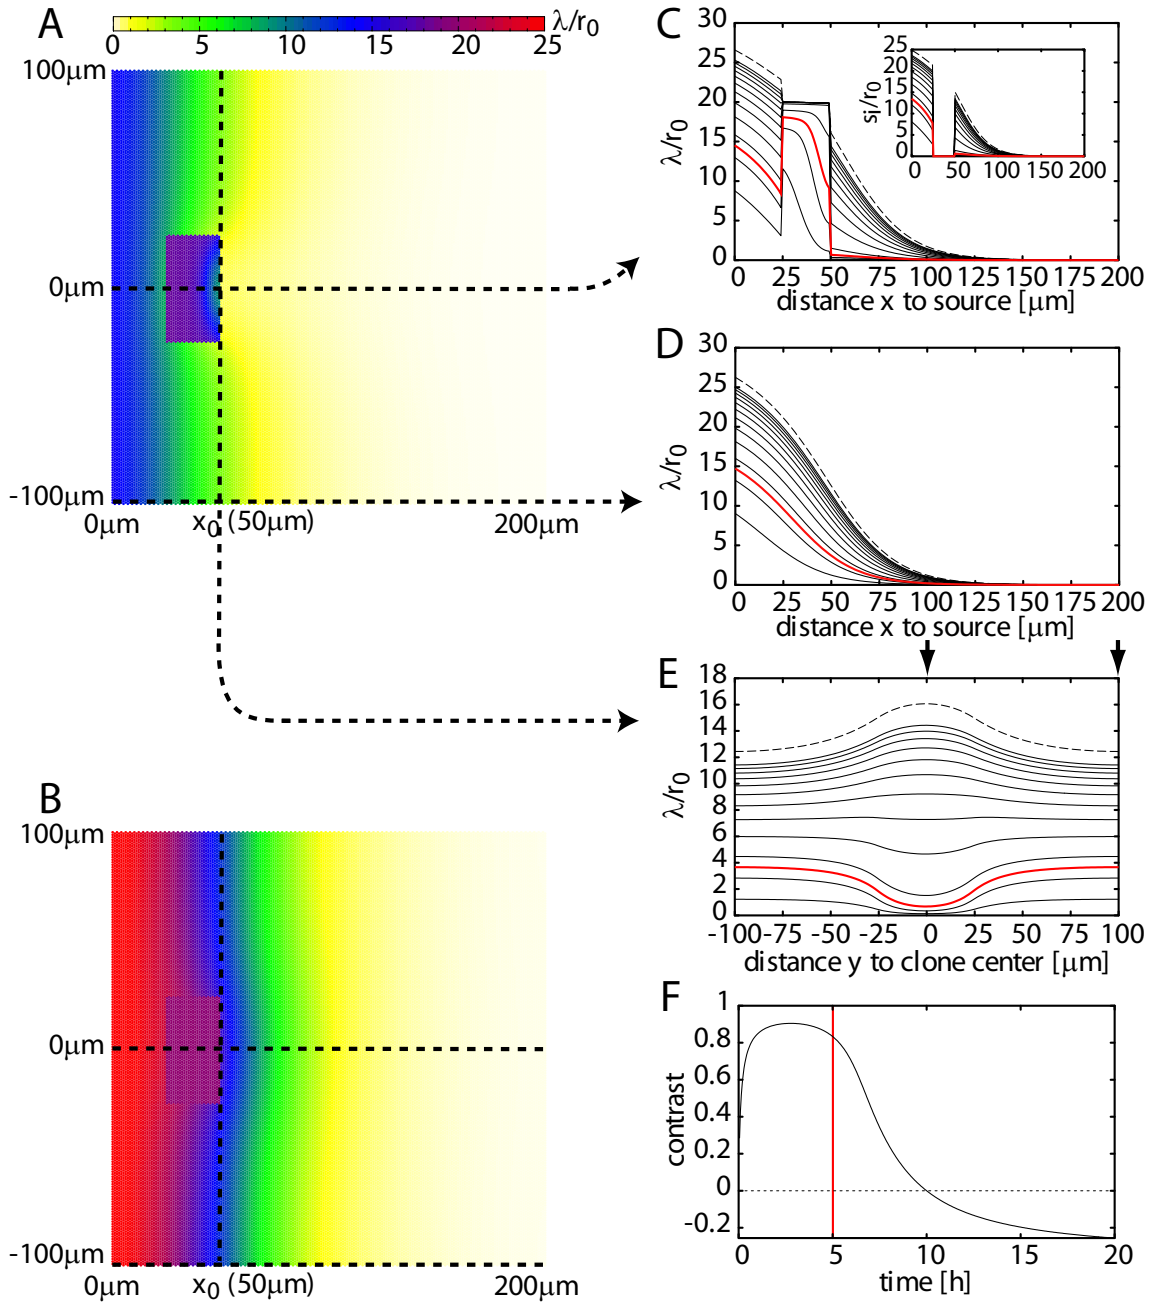 A
λ/r0
0 5 10 15 20 25
100μm
0μm
-100μm
0μm x0 (50μm) 200μm
B
100μm
0μm
-100μm
0μm x0 (50μm) 200μm
C
30
25
20
15
10
5
0
λ/r0
0 25 50 75 100 125 150 175 200
distance x to source [μm]
25
20
15
10
5
0
si/r0
0 50 100 150 200
D
30
25
20
15
10
5
0
λ/r0
0 25 50 75 100 125 150 175 200
distance x to source [μm]
E
18
16
14
12
10
8
6
4
2
0
λ/r0
-100 -75 -50 -25 0 25 50 75 100
distance y to clone center [μm]
F
1
0.8
0.6
0.4
0.2
0
-0.2
contrast
0 5 10 15 20
time [h]